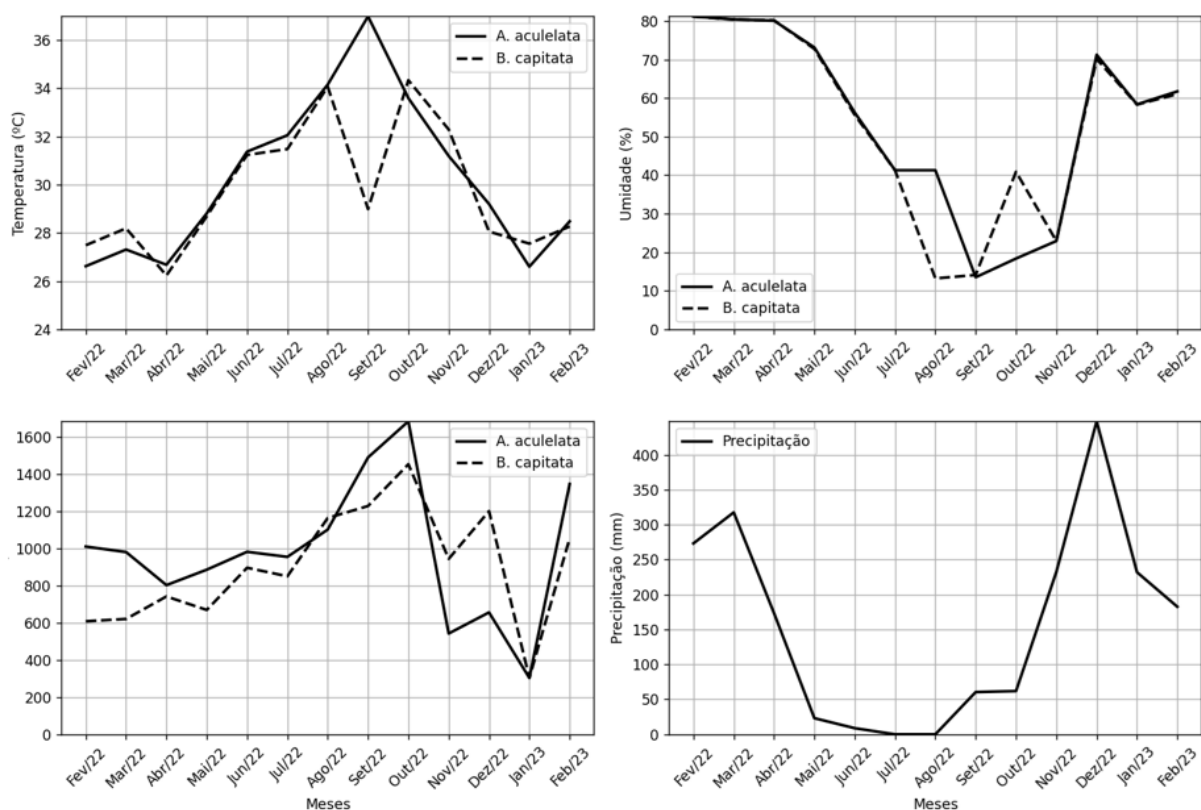 36
34
32
30
28
26
24
Temperatura (ºC)
A. aculelata
B. capitata
Fev/22
Mar/22
Abr/22
Mai/22
Jun/22
Jul/22
Ago/22
Set/22
Out/22
Nov/22
Dez/22
Jan/23
Feb/23
80
70
60
50
40
30
20
10
0
Umidade (%)
A. aculelata
B. capitata
Fev/22
Mar/22
Abr/22
Mai/22
Jun/22
Jul/22
Ago/22
Set/22
Out/22
Nov/22
Dez/22
Jan/23
Feb/23
1600
1400
1200
1000
800
600
400
200
0
A. aculelata
B. capitata
Fev/22
Mar/22
Abr/22
Mai/22
Jun/22
Jul/22
Ago/22
Set/22
Out/22
Nov/22
Dez/22
Jan/23
Feb/23
Meses
400
350
300
250
200
150
100
50
0
Precipitação (mm)
Precipitação
Fev/22
Mar/22
Abr/22
Mai/22
Jun/22
Jul/22
Ago/22
Set/22
Out/22
Nov/22
Dez/22
Jan/23
Feb/23
Meses